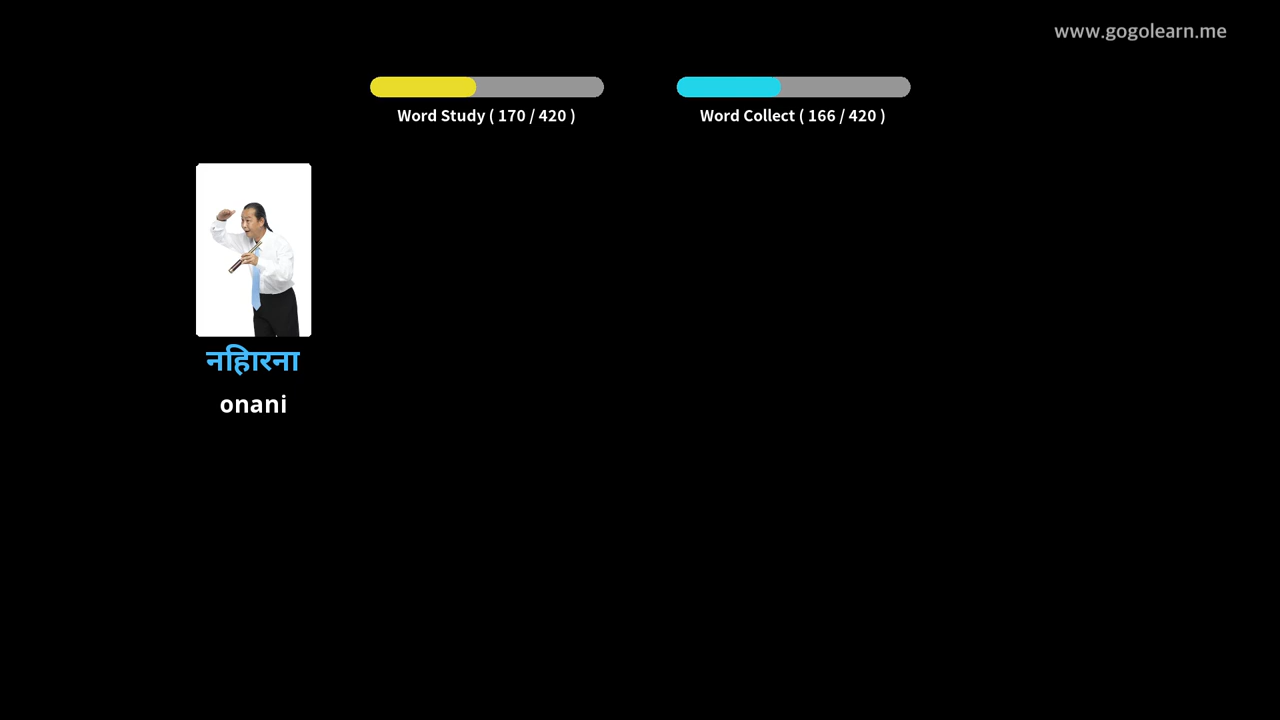 www.gogolearn.me
Word Study ( 170 / 420 )
Word Collect ( 166 / 420 )
नहिारना
onani